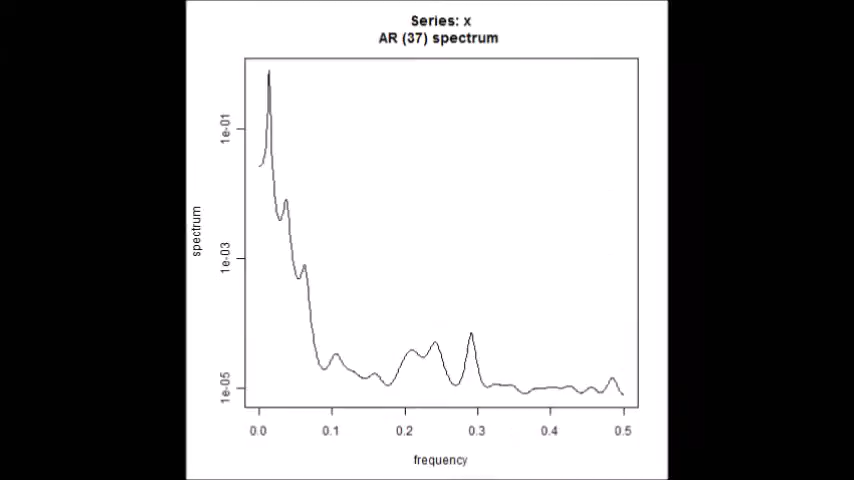 Series: x
AR (37) spectrum
spectrum
1e-01
1e-03
1e-05
0.0 0.1 0.2 0.3 0.4 0.5
frequency